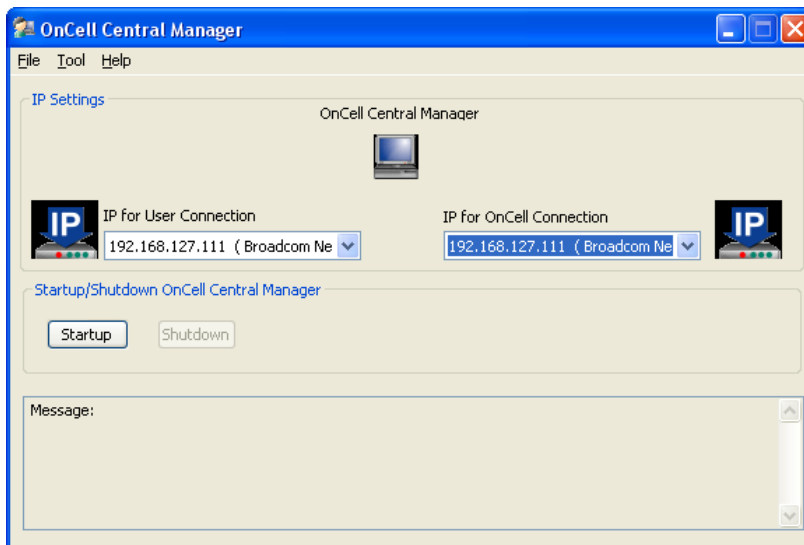 OnCell Central Manager
File Tool Help
IP Settings
OnCell Central Manager
IP IP for User Connection IP for OnCell Connection IP
192.168.127.111 ( Broadcom Ne 192.168.127.111 ( Broadcom Ne
Startup/Shutdown OnCell Central Manager
Startup Shutdown
Message: